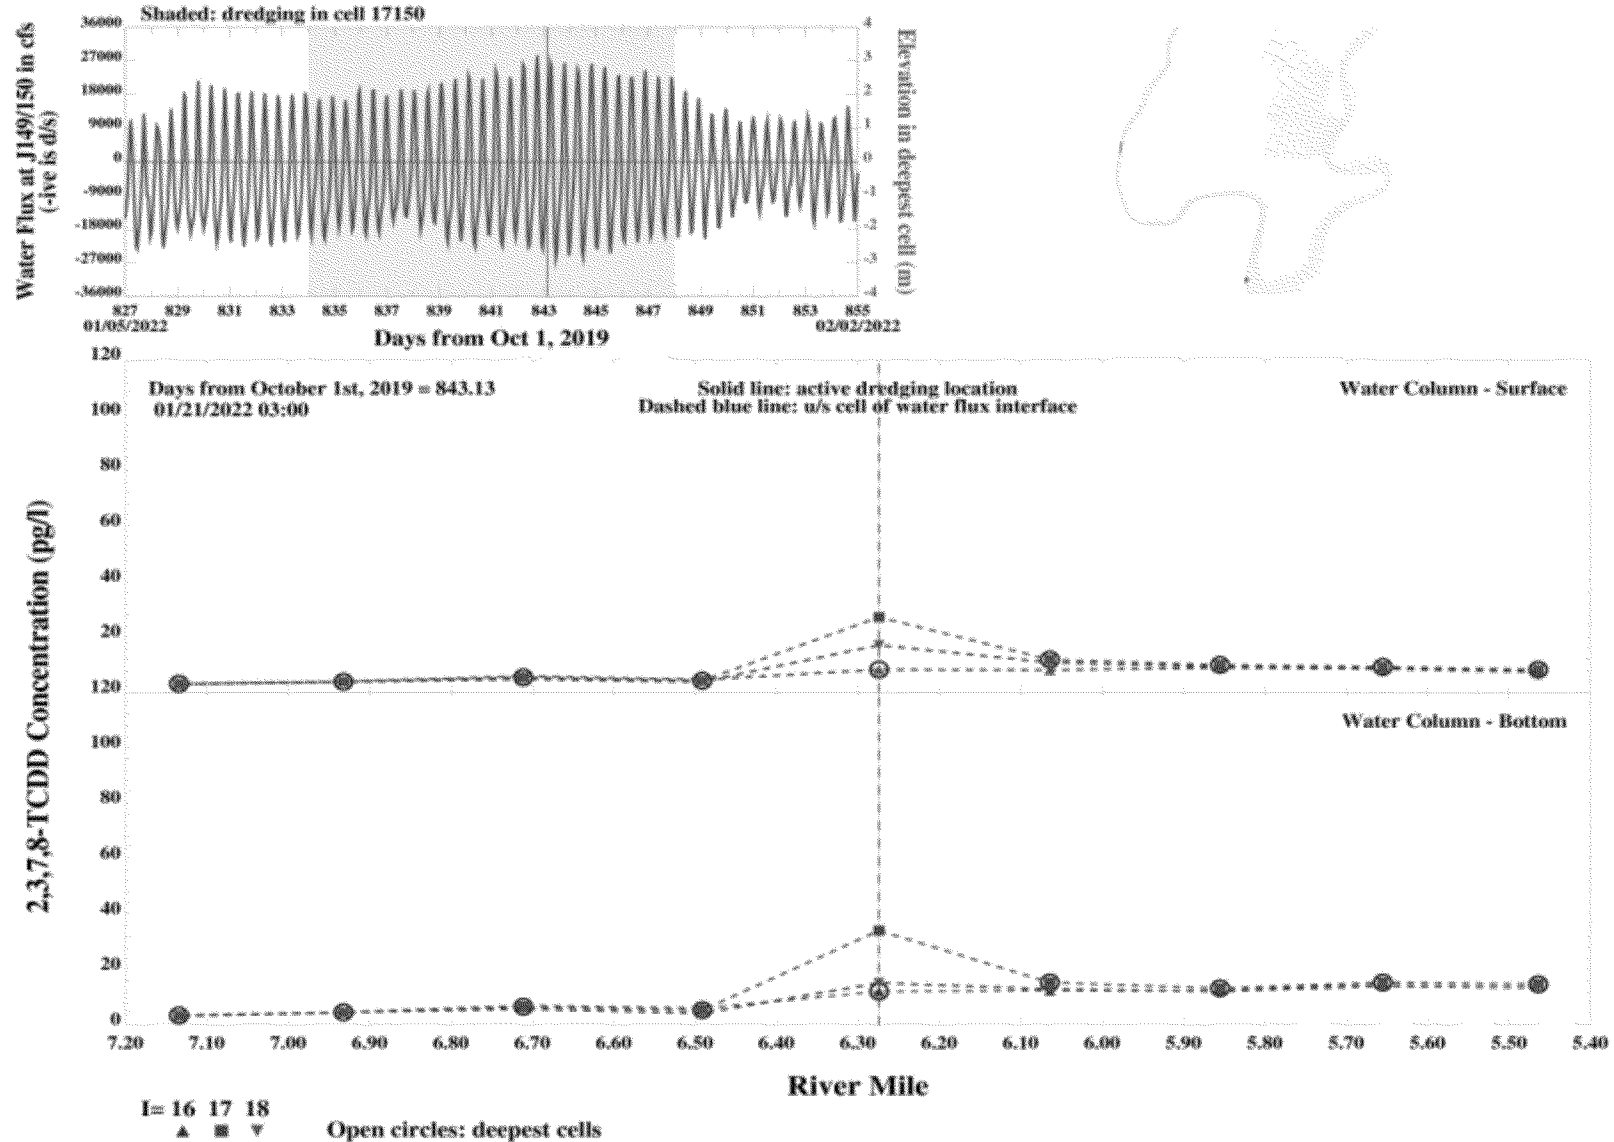 Shaded: dredging in cell 17150
Water Flux at J149/150 in cfs
(-ive is d/s)
36000
27000
18000
9000
0
-9000
-18000
-27000
-36000
4
3
2
1
0
-1
-2
-3
-4
Elevation in deepest cell (m)
827 829 831 833 835 837 839 841 843 845 847 849 851 853 855
01/05/2022 02/02/2022
Days from Oct 1, 2019
Days from October 1st, 2019 = 843.13
01/21/2022 03:00
Solid line: active dredging location
Dashed blue line: u/s cell of water flux interface
Water Column - Surface
120
100
80
60
40
20
2,3,7,8-TCDD Concentration (pg/l)
Water Column - Bottom
120
100
80
60
40
20
0
7.20 7.10 7.00 6.90 6.80 6.70 6.60 6.50 6.40 6.30 6.20 6.10 6.00 5.90 5.80 5.70 5.60 5.50 5.40
River Mile
I= 16 17 18
Open circles: deepest cells